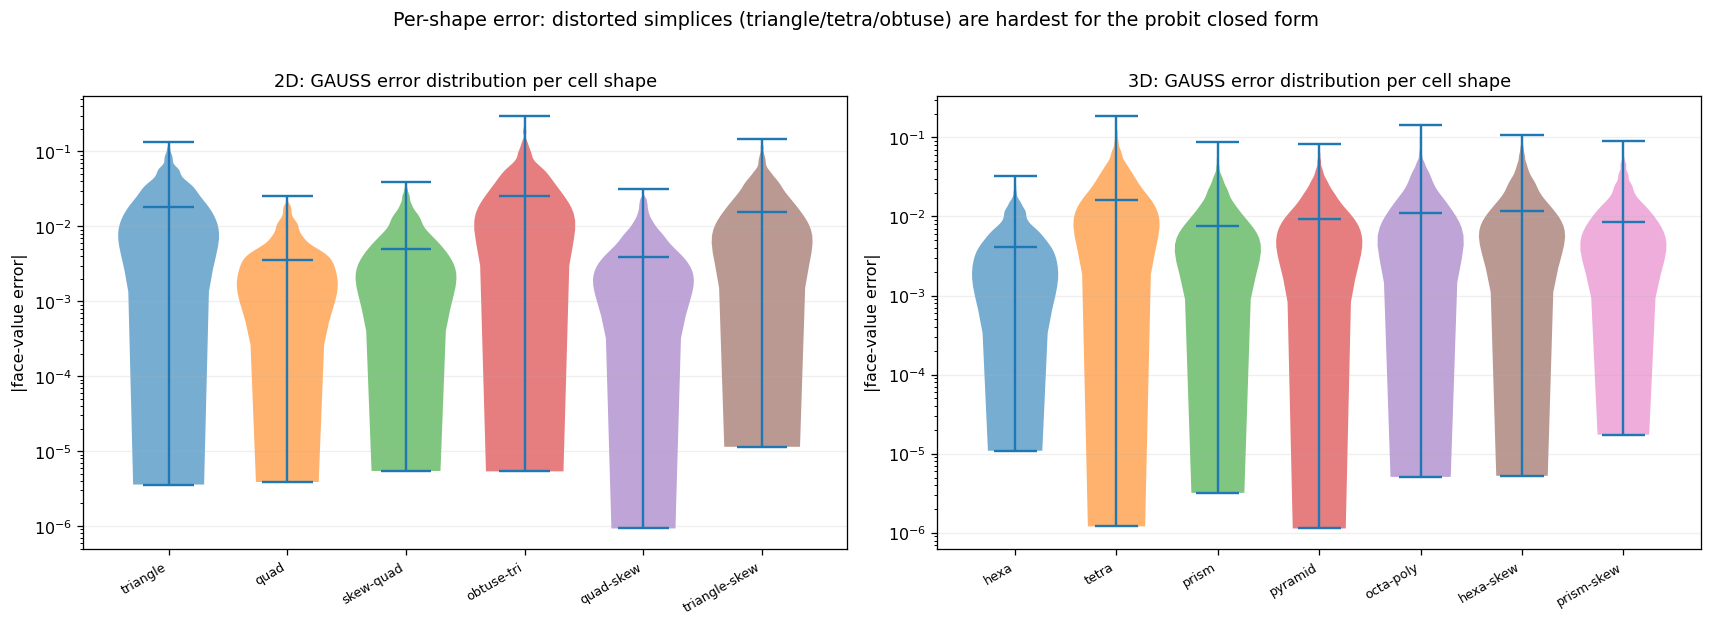 Per-shape error: distorted simplices (triangle/tetra/obtuse) are hardest for the probit closed form
2D: GAUSS error distribution per cell shape
|face-value error|
10⁻¹
10⁻²
10⁻³
10⁻⁴
10⁻⁵
10⁻⁶
triangle
quad
skew-quad
obtuse-tri
quad-skew
triangle-skew
3D: GAUSS error distribution per cell shape
|face-value error|
10⁻¹
10⁻²
10⁻³
10⁻⁴
10⁻⁵
10⁻⁶
hexa
tetra
prism
pyramid
octa-poly
hexa-skew
prism-skew